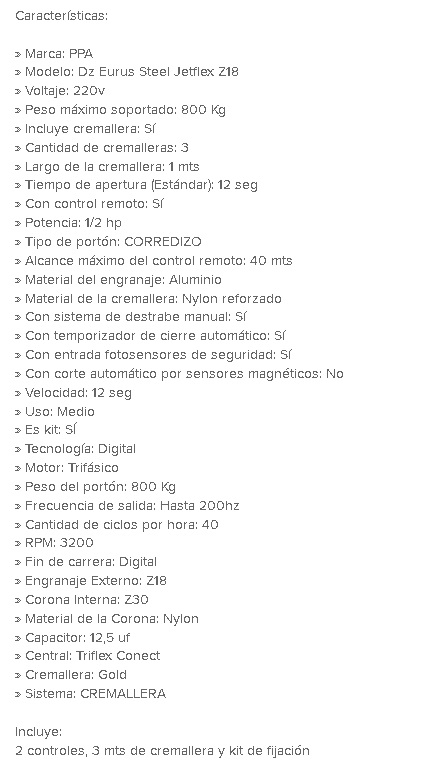 Características:
» Marca: PPA
» Modelo: Dz Eurus Steel Jetflex Z18
» Voltaje: 220v
» Peso máximo soportado: 800 Kg
» Incluye cremallera: Sí
» Cantidad de cremalleras: 3
» Largo de la cremallera: 1 mts
» Tiempo de apertura (Estándar): 12 seg
» Con control remoto: Sí
» Potencia: 1/2 hp
» Tipo de portón: CORREDIZO
» Alcance máximo del control remoto: 40 mts
» Material del engranaje: Aluminio
» Material de la cremallera: Nylon reforzado
» Con sistema de destrabe manual: Sí
» Con temporizador de cierre automático: Sí
» Con entrada fotosensores de seguridad: Sí
» Con corte automático por sensores magnéticos: No
» Velocidad: 12 seg
» Uso: Medio
» Es kit: SÍ
» Tecnología: Digital
» Motor: Trifásico
» Peso del portón: 800 Kg
» Frecuencia de salida: Hasta 200hz
» Cantidad de ciclos por hora: 40
» RPM: 3200
» Fin de carrera: Digital
» Engranaje Externo: Z18
» Corona Interna: Z30
» Material de la Corona: Nylon
» Capacitor: 12,5 uf
» Central: Triflex Conect
» Cremallera: Gold
» Sistema: CREMALLERA
Incluye:
2 controles, 3 mts de cremallera y kit de fijación